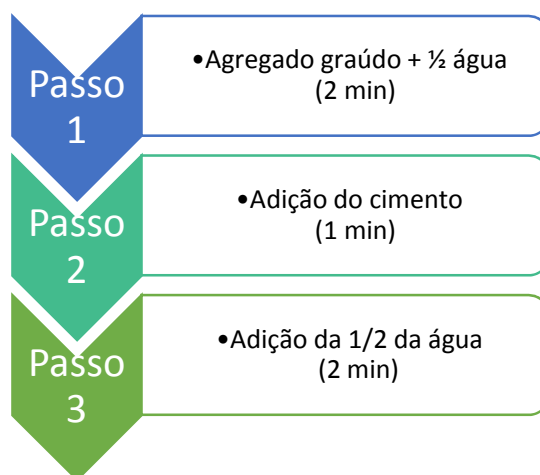 Passo
1
•Agregado graúdo + ½ água
(2 min)
Passo
2
•Adição do cimento
(1 min)
Passo
3
•Adição da 1/2 da água
(2 min)